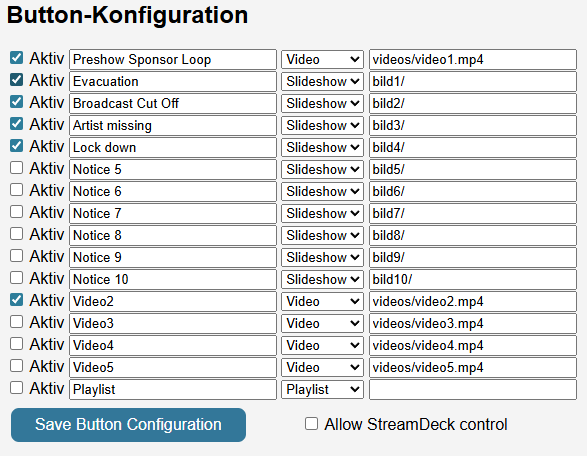 Button-Konfiguration
Aktiv Preshow Sponsor Loop Video videos/video1.mp4
Aktiv Evacuation Slideshow bild1/
Aktiv Broadcast Cut Off Slideshow bild2/
Aktiv Artist missing Slideshow bild3/
Aktiv Lock down Slideshow bild4/
Aktiv Notice 5 Slideshow bild5/
Aktiv Notice 6 Slideshow bild6/
Aktiv Notice 7 Slideshow bild7/
Aktiv Notice 8 Slideshow bild8/
Aktiv Notice 9 Slideshow bild9/
Aktiv Notice 10 Slideshow bild10/
Aktiv Video2 Video videos/video2.mp4
Aktiv Video3 Video videos/video3.mp4
Aktiv Video4 Video videos/video4.mp4
Aktiv Video5 Video videos/video5.mp4
Aktiv Playlist Playlist
Save Button Configuration Allow StreamDeck control